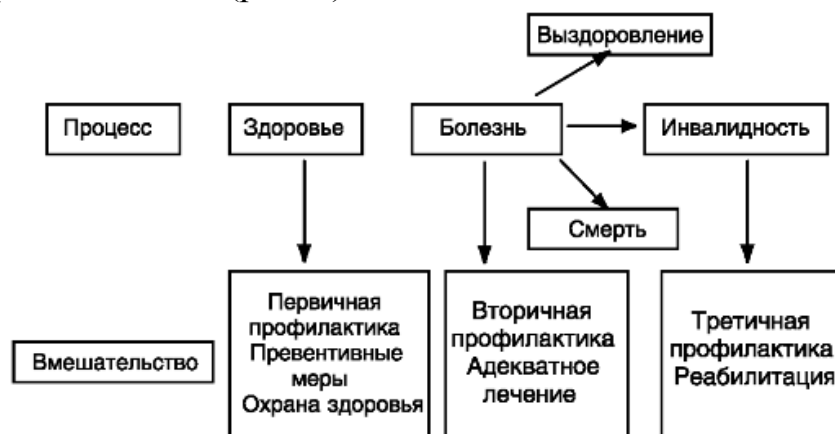 Выздоровление
Процесс
Здоровье
Болезнь
Инвалидность
Смерть
Вмешательство
Первичная
профилактика
Превентивные
меры
Охрана здоровья
Вторичная
профилактика
Адекватное
лечение
Третичная
профилактика
Реабилитация